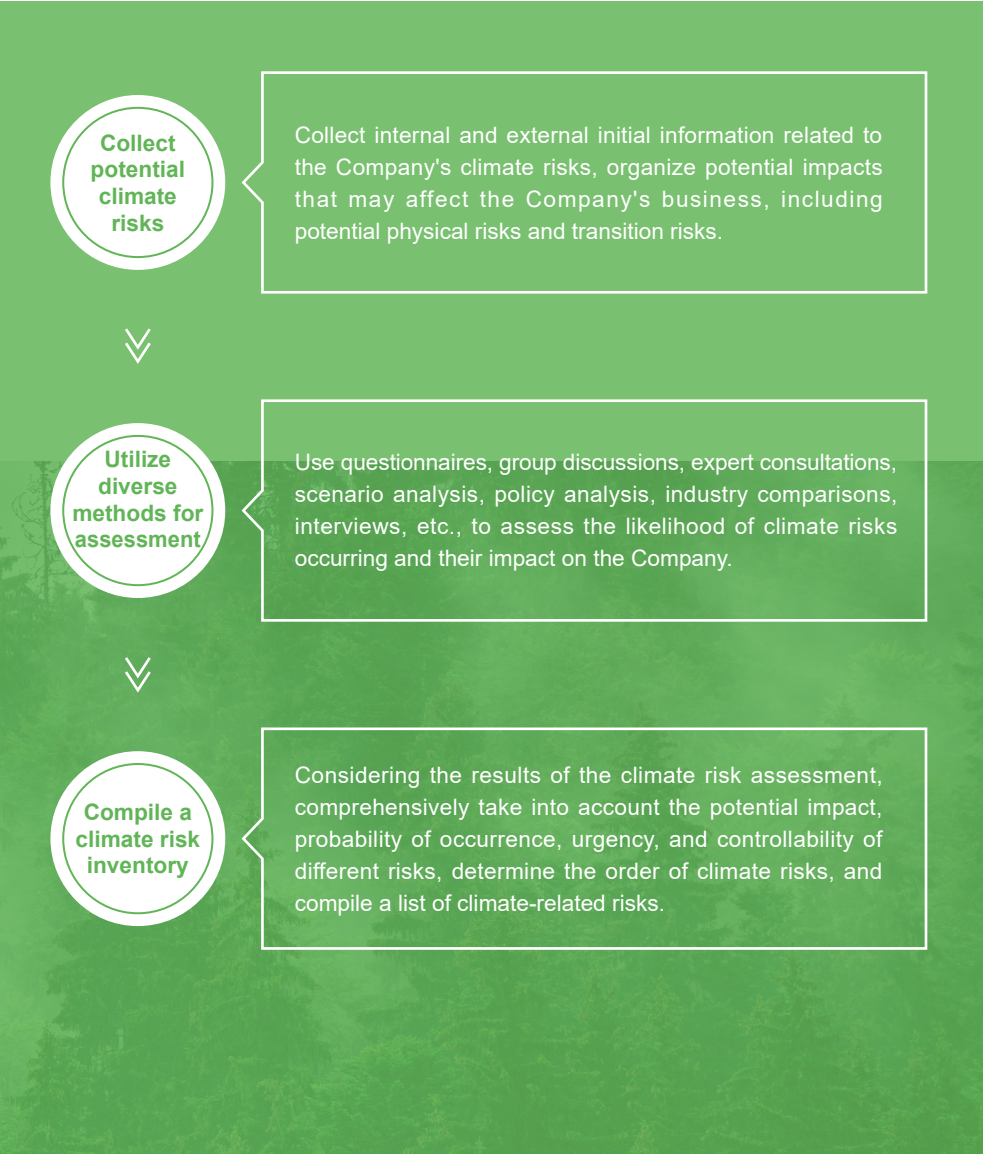 Collect
potential
climate
risks
Collect internal and external initial information related to
the Company's climate risks, organize potential impacts
that may affect the Company's business, including
potential physical risks and transition risks.
Utilize
diverse
methods for
assessment
Use questionnaires, group discussions, expert consultations,
scenario analysis, policy analysis, industry comparisons,
interviews, etc., to assess the likelihood of climate risks
occurring and their impact on the Company.
Compile a
climate risk
inventory
Considering the results of the climate risk assessment,
comprehensively take into account the potential impact,
probability of occurrence, urgency, and controllability of
different risks, determine the order of climate risks, and
compile a list of climate-related risks.